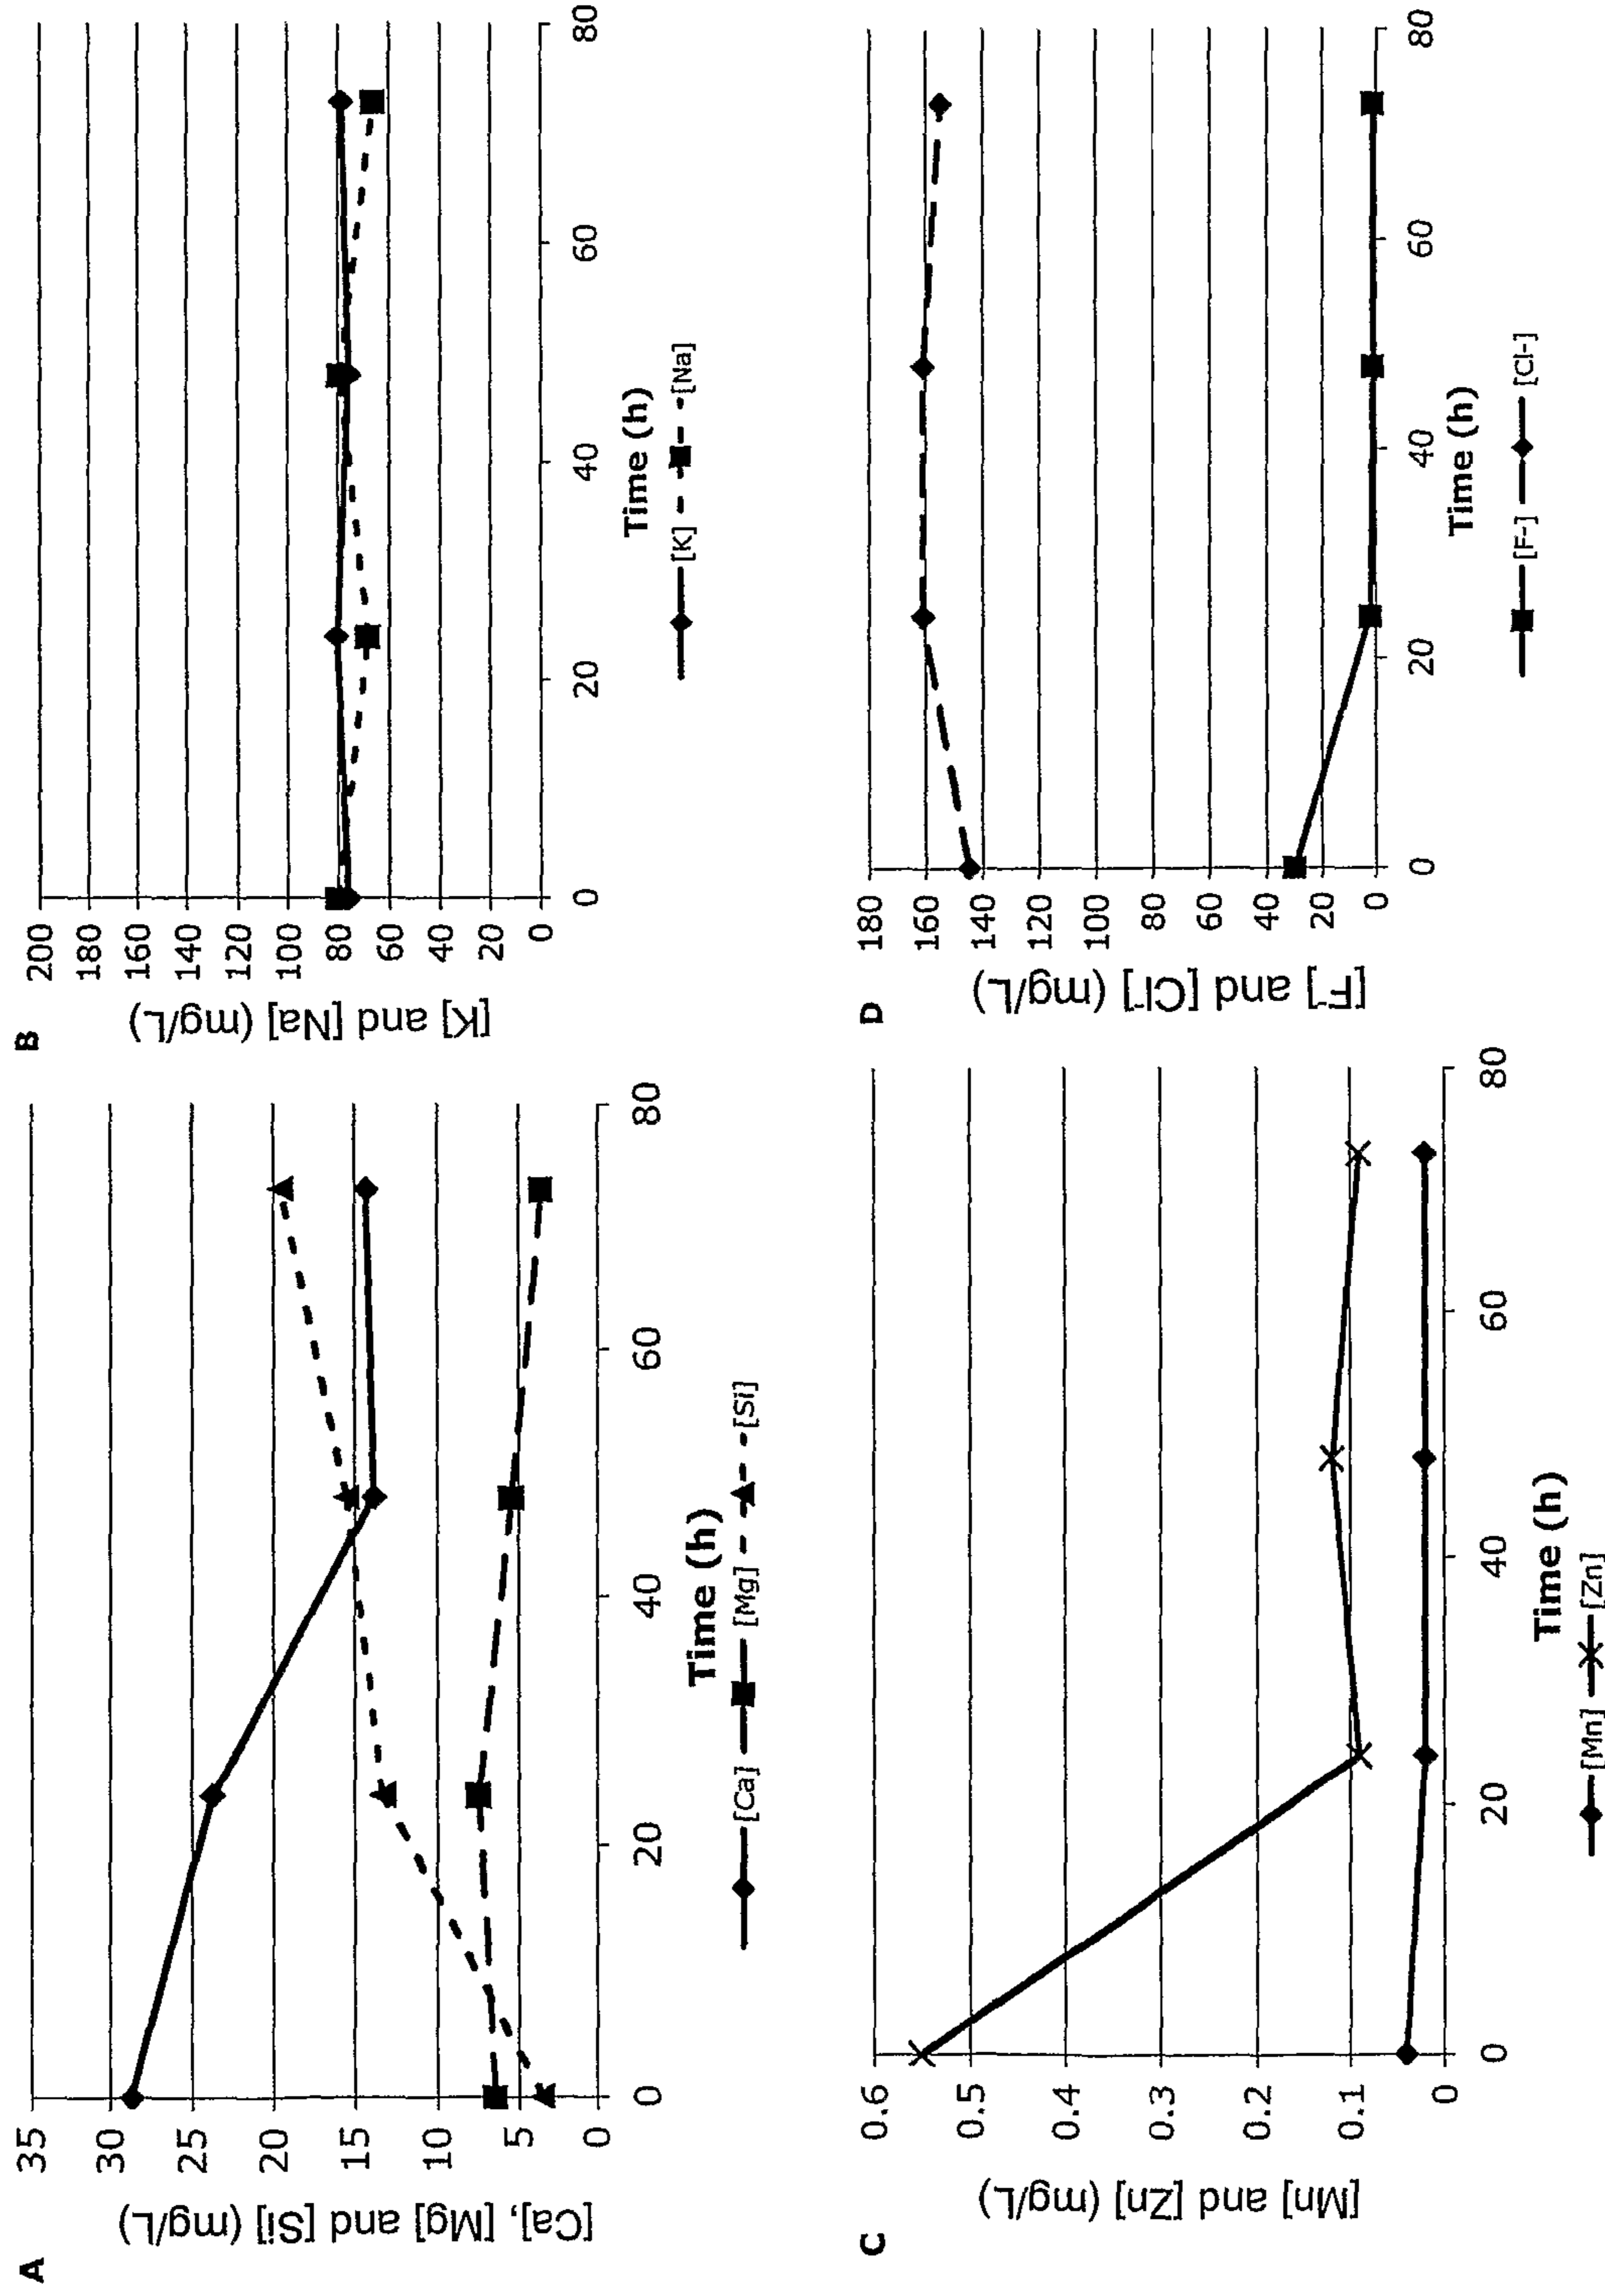 A
[Ca], [Mg] and [Si] (mg/L)
35
30
25
20
15
10
5
0
0 20 40 60 80
Time (h)
[Ca] [Mg] [Si]
B
[K] and [Na] (mg/L)
200
180
160
140
120
100
80
60
40
20
0
0 20 40 60 80
Time (h)
[K] [Na]
C
[Mn] and [Zn] (mg/L)
0.6
0.5
0.4
0.3
0.2
0.1
0
0 20 40 60 80
Time (h)
[Mn] [Zn]
D
[F⁻] and [Cl⁻] (mg/L)
180
160
140
120
100
80
60
40
20
0
0 20 40 60 80
Time (h)
[F-] [Cl-]